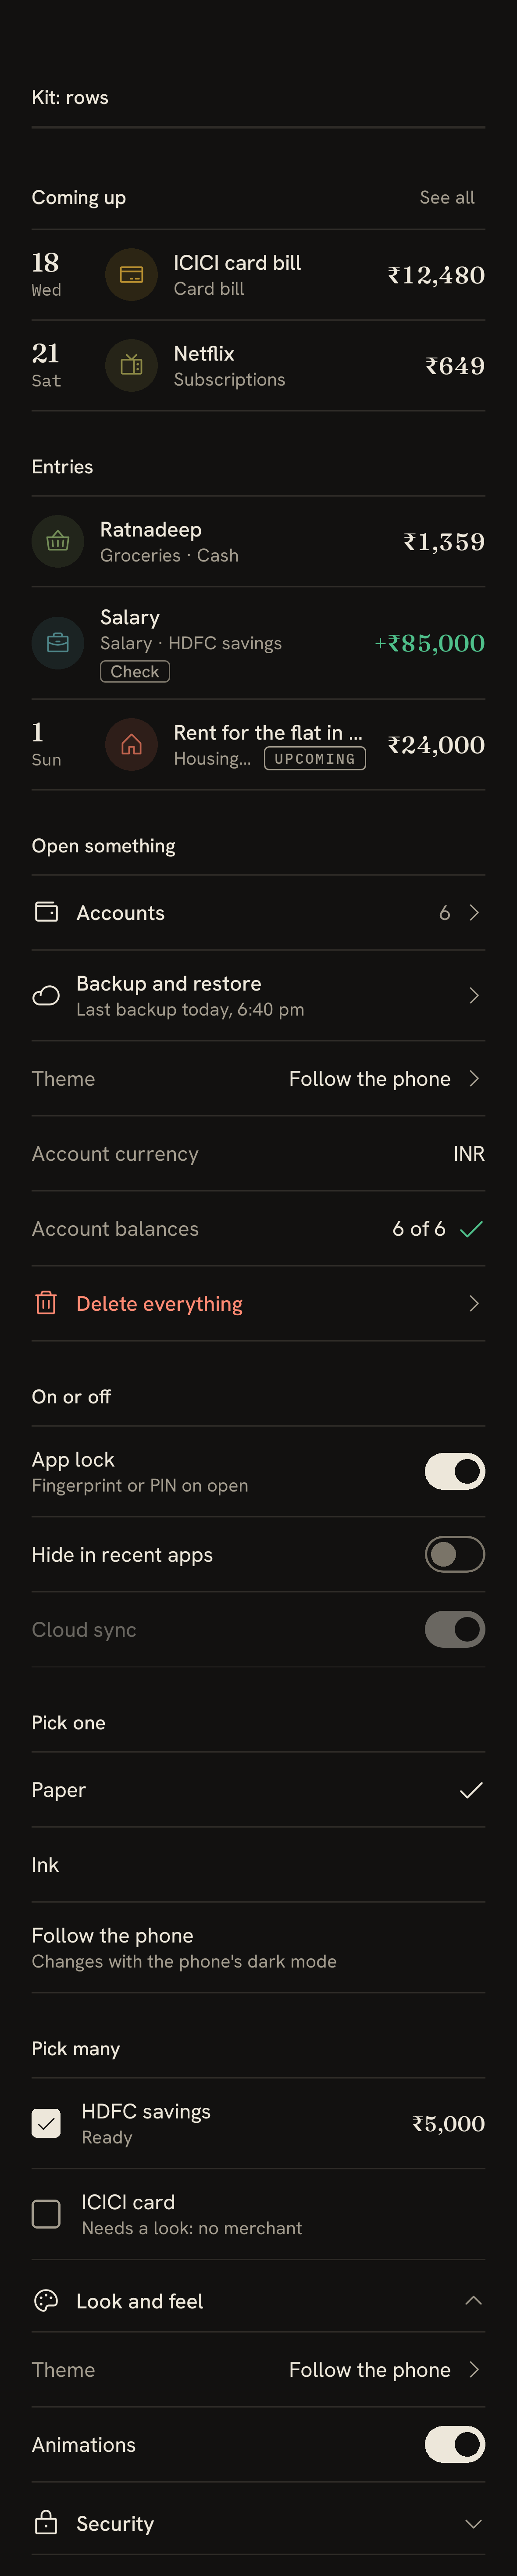 Kit: rows
Coming up
See all
18
Wed
ICICI card bill
Card bill
₹12,480
21
Sat
Netflix
Subscriptions
₹649
Entries
Ratnadeep
Groceries · Cash
₹1,359
Salary
Salary · HDFC savings
Check
+₹85,000
1
Sun
Rent for the flat in ...
Housing... UPCOMING
₹24,000
Open something
Accounts
6
Backup and restore
Last backup today, 6:40 pm
Theme
Follow the phone
Account currency
INR
Account balances
6 of 6
Delete everything
On or off
App lock
Fingerprint or PIN on open
Hide in recent apps
Cloud sync
Pick one
Paper
Ink
Follow the phone
Changes with the phone's dark mode
Pick many
HDFC savings
Ready
₹5,000
ICICI card
Needs a look: no merchant
Look and feel
Theme
Follow the phone
Animations
Security